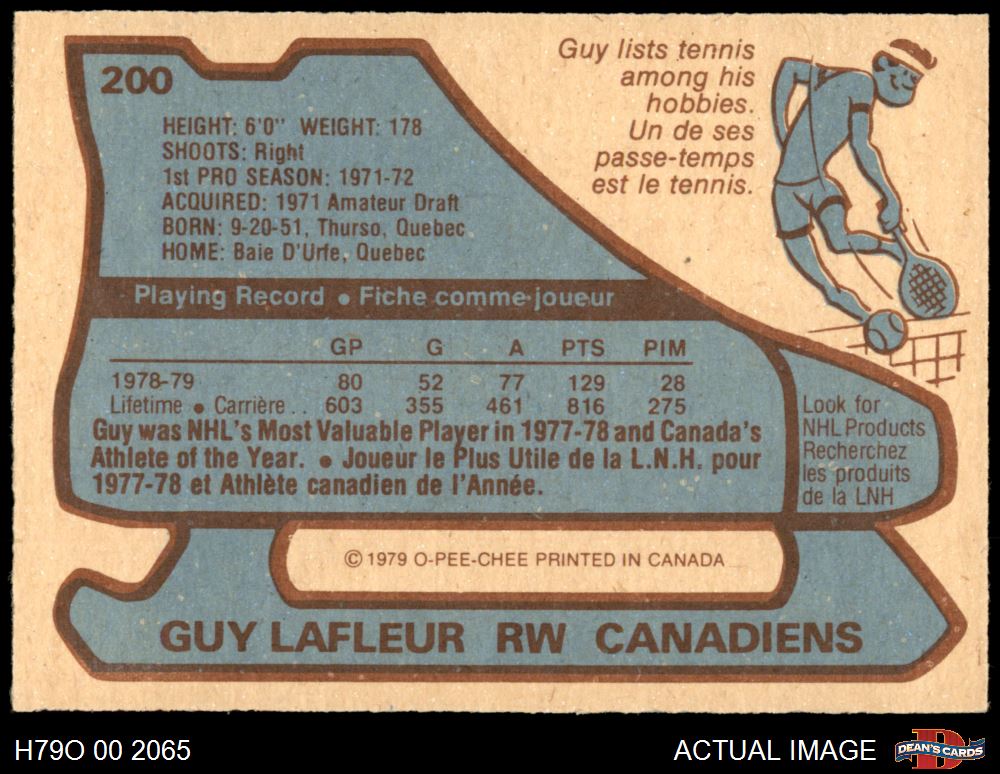 200
Guy lists tennis
among his
hobbies.
Un de ses
passe-temps
est le tennis.
HEIGHT: 6'0" WEIGHT: 178
SHOOTS: Right
1st PRO SEASON: 1971-72
ACQUIRED: 1971 Amateur Draft
BORN: 9-20-51, Thurso, Quebec
HOME: Baie D'Urfe, Quebec
Playing Record • Fiche comme joueur
GP G A PTS PIM
1978-79 80 52 77 129 28
Lifetime • Carrière .. 603 355 461 816 275
Guy was NHL's Most Valuable Player in 1977-78 and Canada's
Athlete of the Year. • Joueur le Plus Utile de la L.N.H. pour
1977-78 et Athlète canadien de l'Année.
Look for
NHL Products
Recherchez
les produits
de la LNH
© 1979 O-PEE-CHEE PRINTED IN CANADA
GUY LAFLEUR RW CANADIENS
H79O 00 2065
ACTUAL IMAGE
D
DEAN'S CARDS